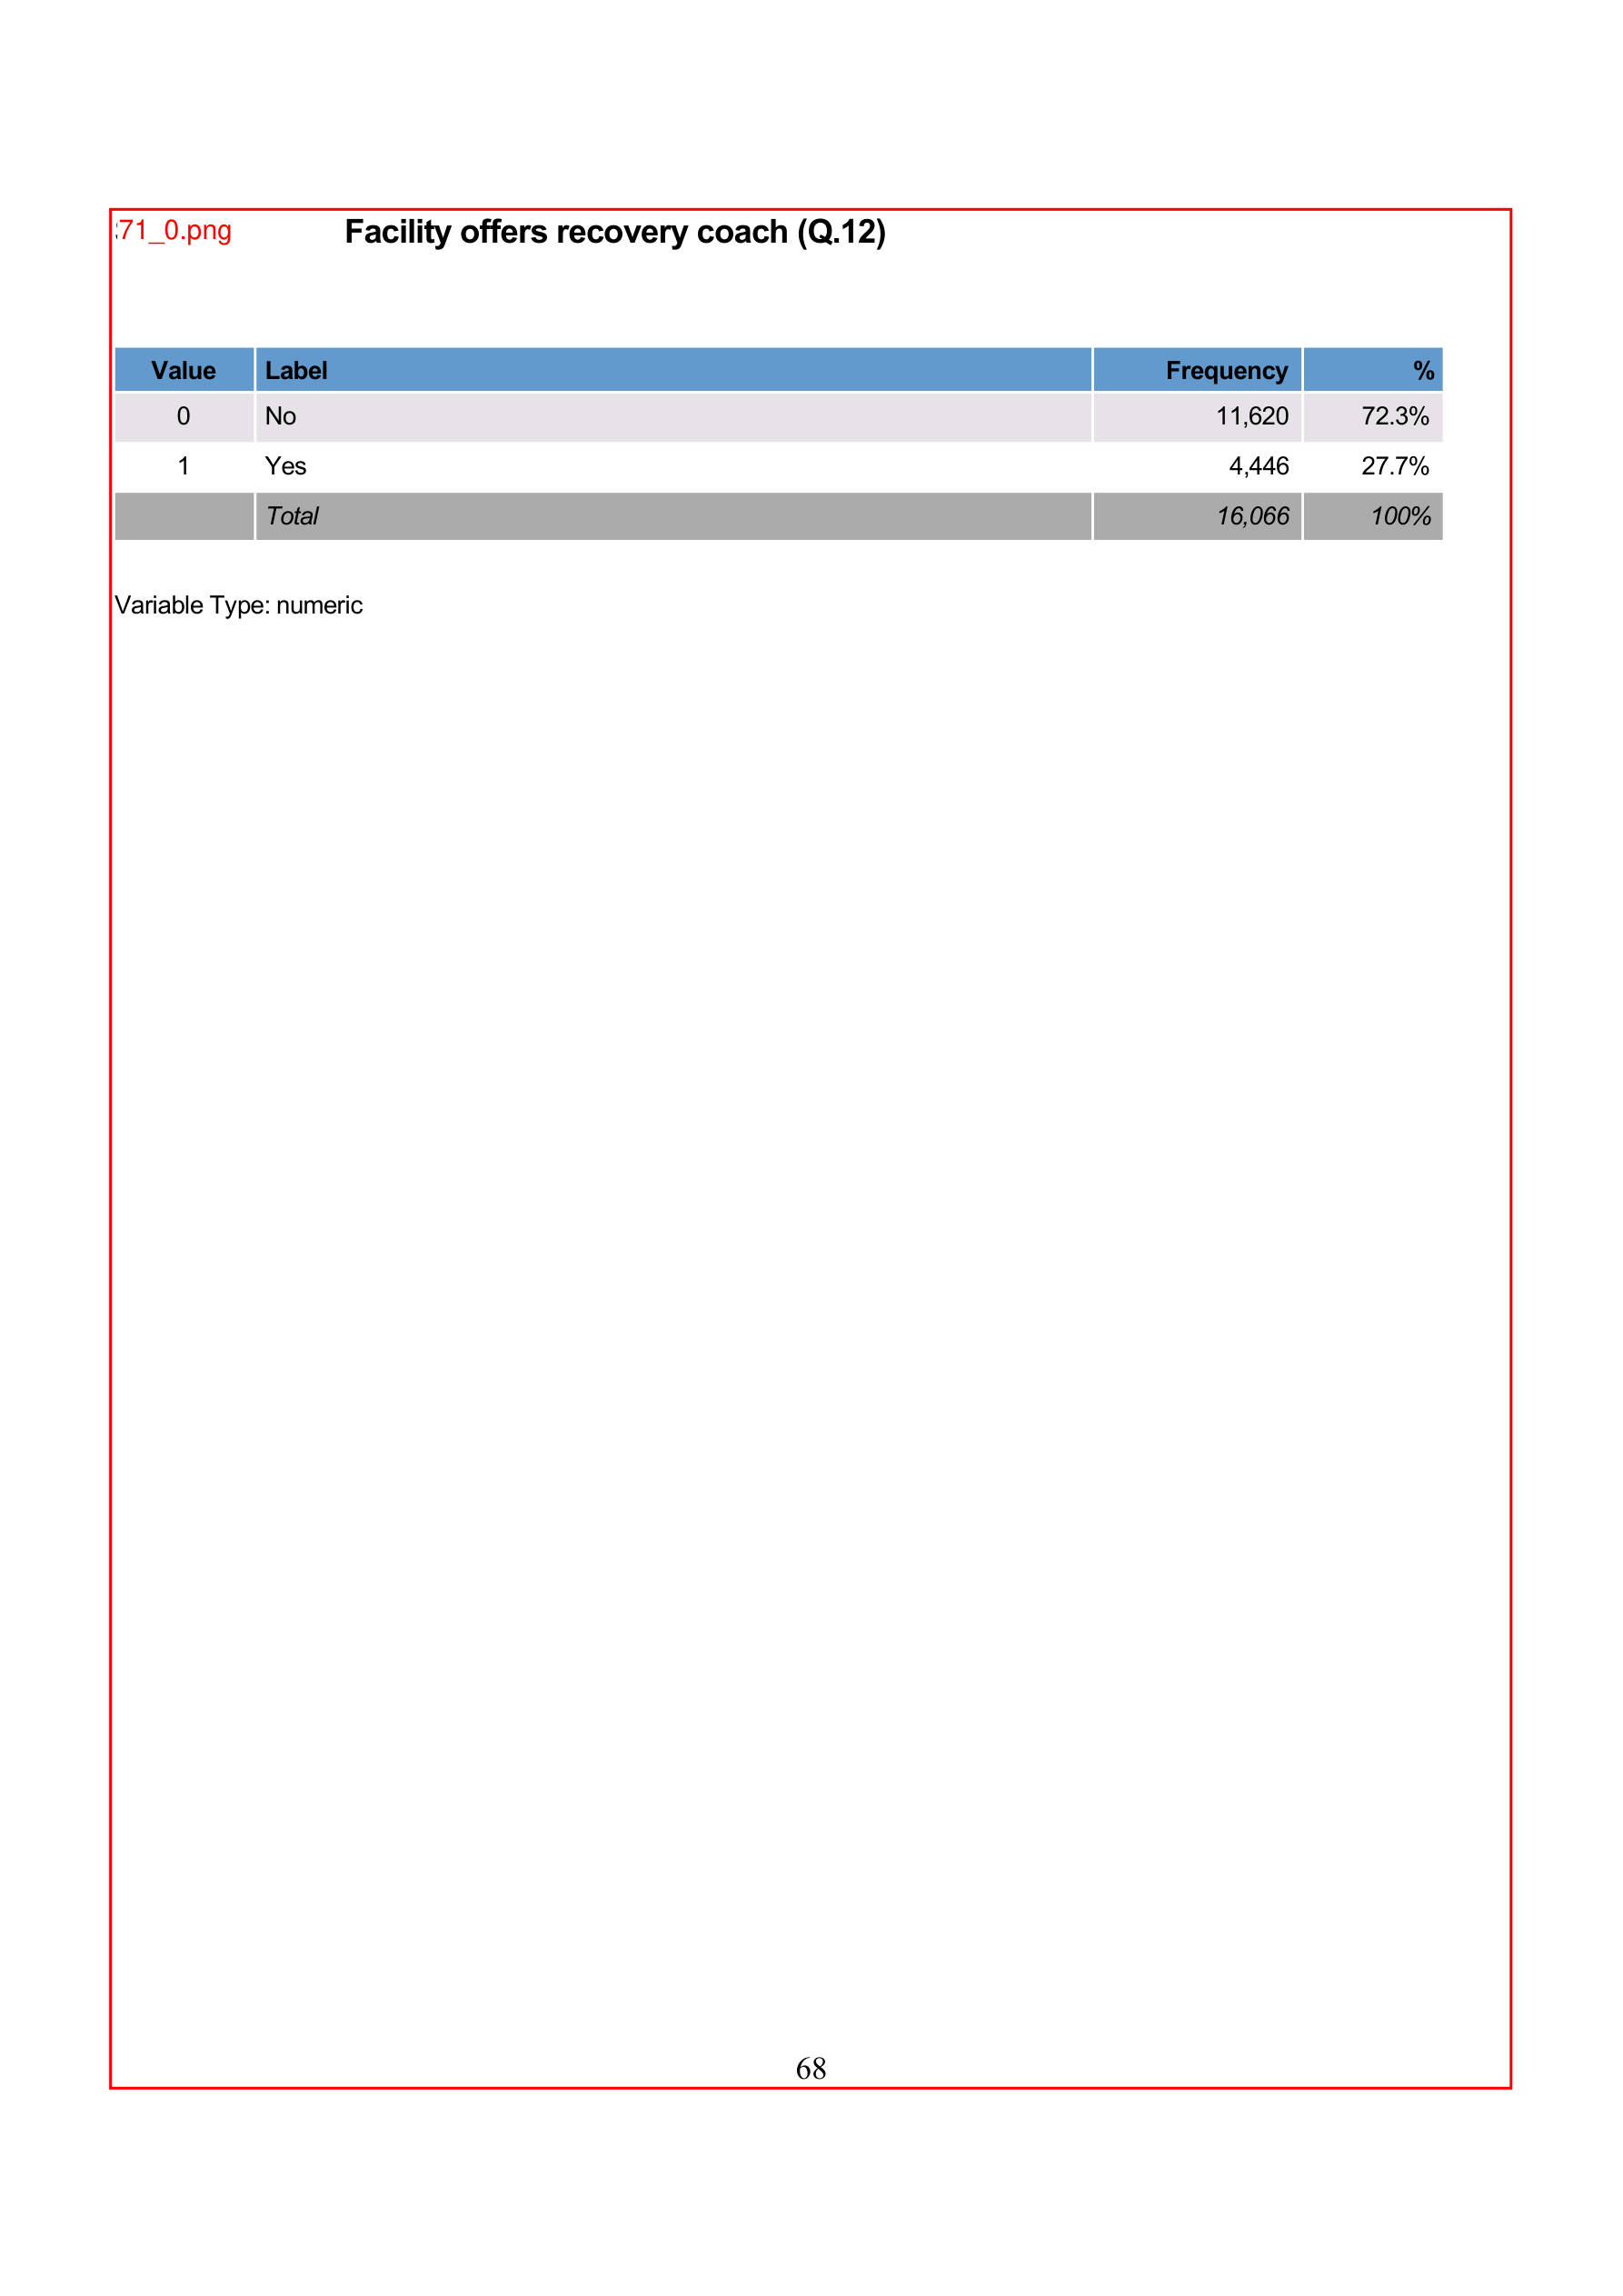 71_0.png Facility offers recovery coach (Q.12)
Value Label Frequency %
0 No 11,620 72.3%
1 Yes 4,446 27.7%
Total 16,066 100%
Variable Type: numeric
68